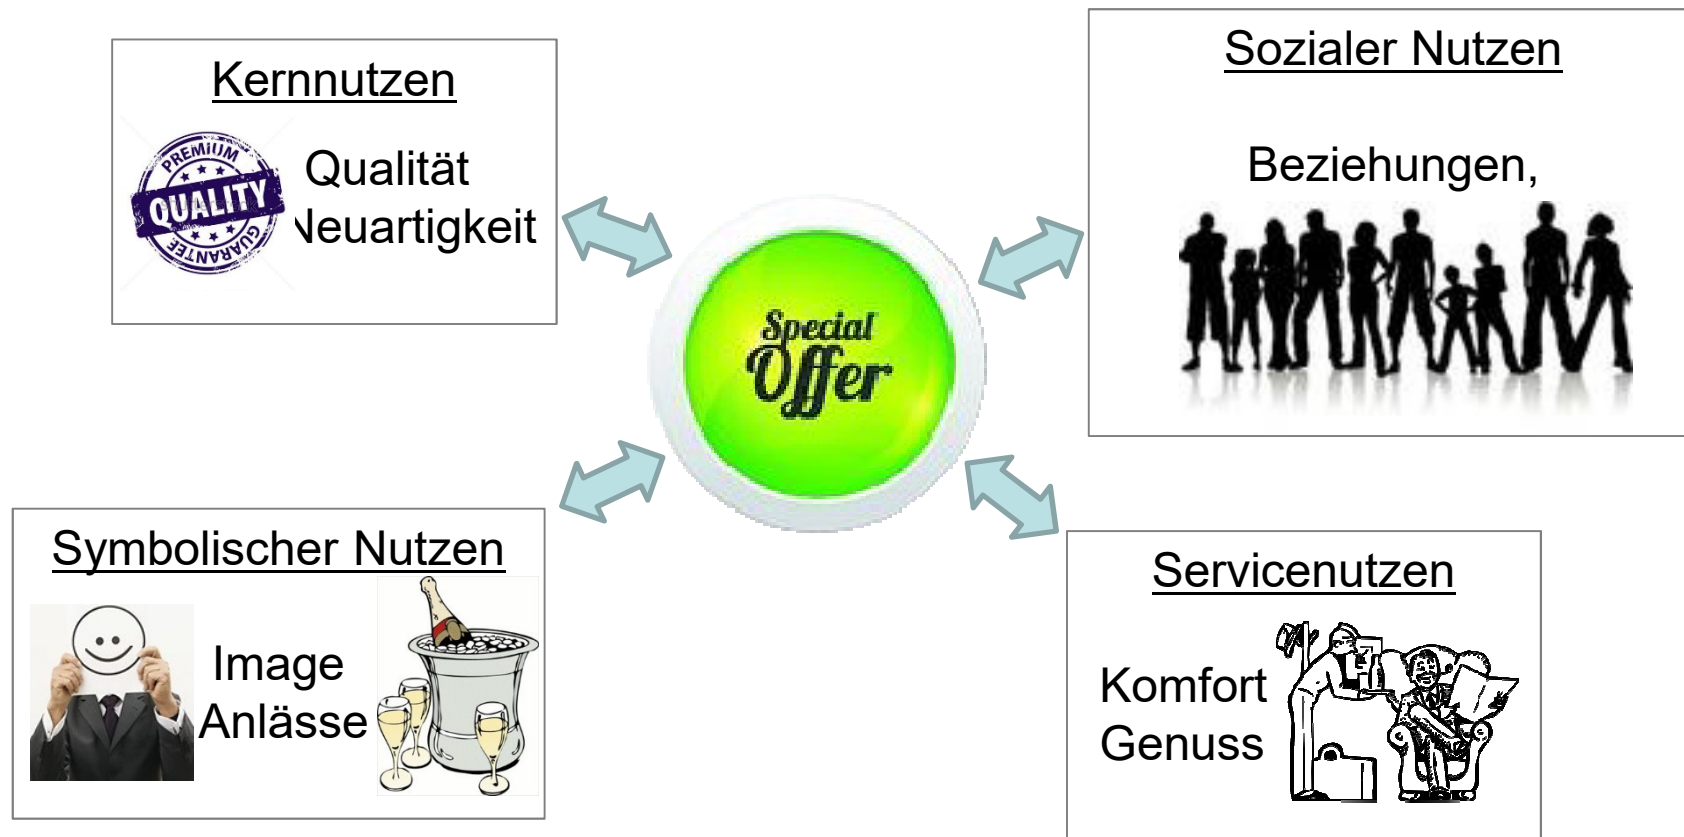 Kernnutzen
PREMIUM
QUALITY
GUARANTEE
Qualität
Neuartigkeit
Sozialer Nutzen
Beziehungen,
Special
Offer
Symbolischer Nutzen
Image
Anlässe
Servicenutzen
Komfort
Genuss